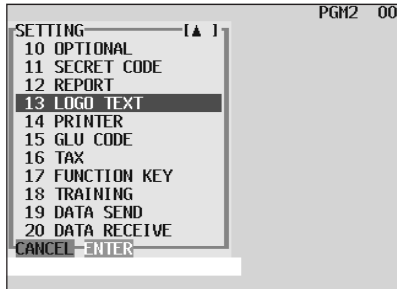 PGM2 00
SETTING [▲ ]
10 OPTIONAL
11 SECRET CODE
12 REPORT
13 LOGO TEXT
14 PRINTER
15 GLU CODE
16 TAX
17 FUNCTION KEY
18 TRAINING
19 DATA SEND
20 DATA RECEIVE
CANCEL ENTER